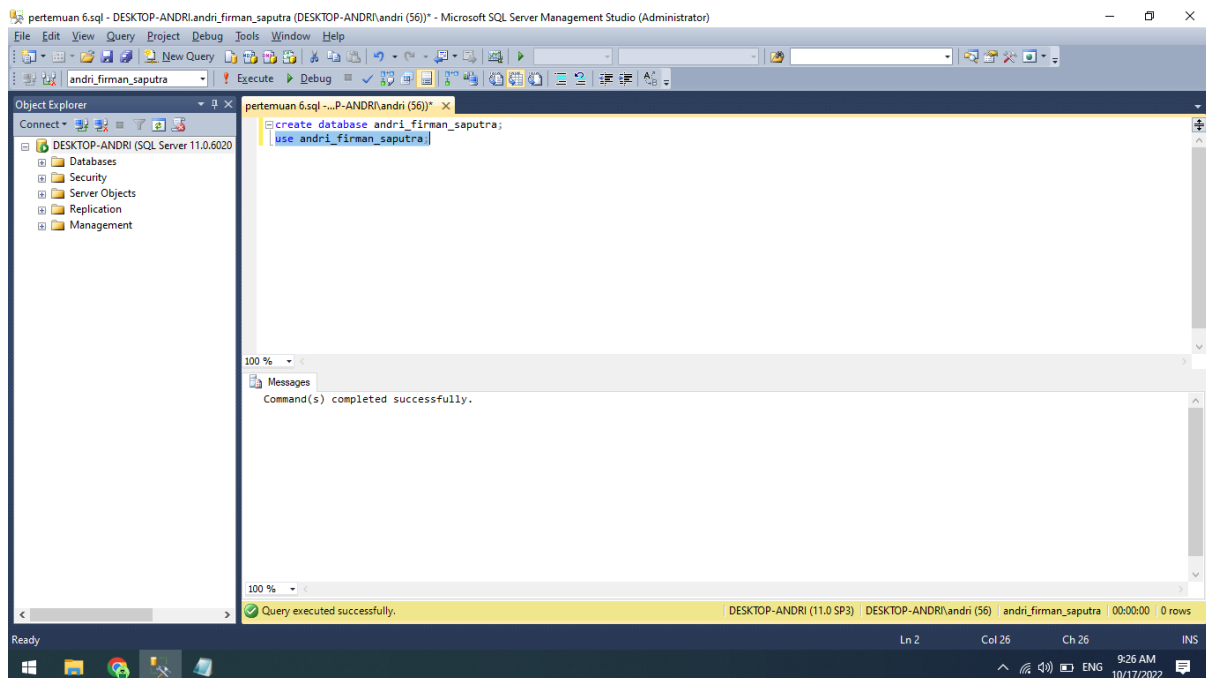 pertemuan 6.sql - DESKTOP-ANDRI.andri_firman_saputra (DESKTOP-ANDRI\andri (56))* - Microsoft SQL Server Management Studio (Administrator)
File Edit View Query Project Debug Tools Window Help
New Query
andri_firman_saputra
Execute
Debug
Object Explorer
pertemuan 6.sql -...P-ANDRI\andri (56))*
Connect
create database andri_firman_saputra;
use andri_firman_saputra;
DESKTOP-ANDRI (SQL Server 11.0.6020
Databases
Security
Server Objects
Replication
Management
100 %
Messages
Command(s) completed successfully.
100 %
Query executed successfully.
DESKTOP-ANDRI (11.0 SP3)
DESKTOP-ANDRI\andri (56)
andri_firman_saputra
00:00:00
0 rows
Ready
Ln 2
Col 26
Ch 26
INS
ENG
9:26 AM
10/17/2022